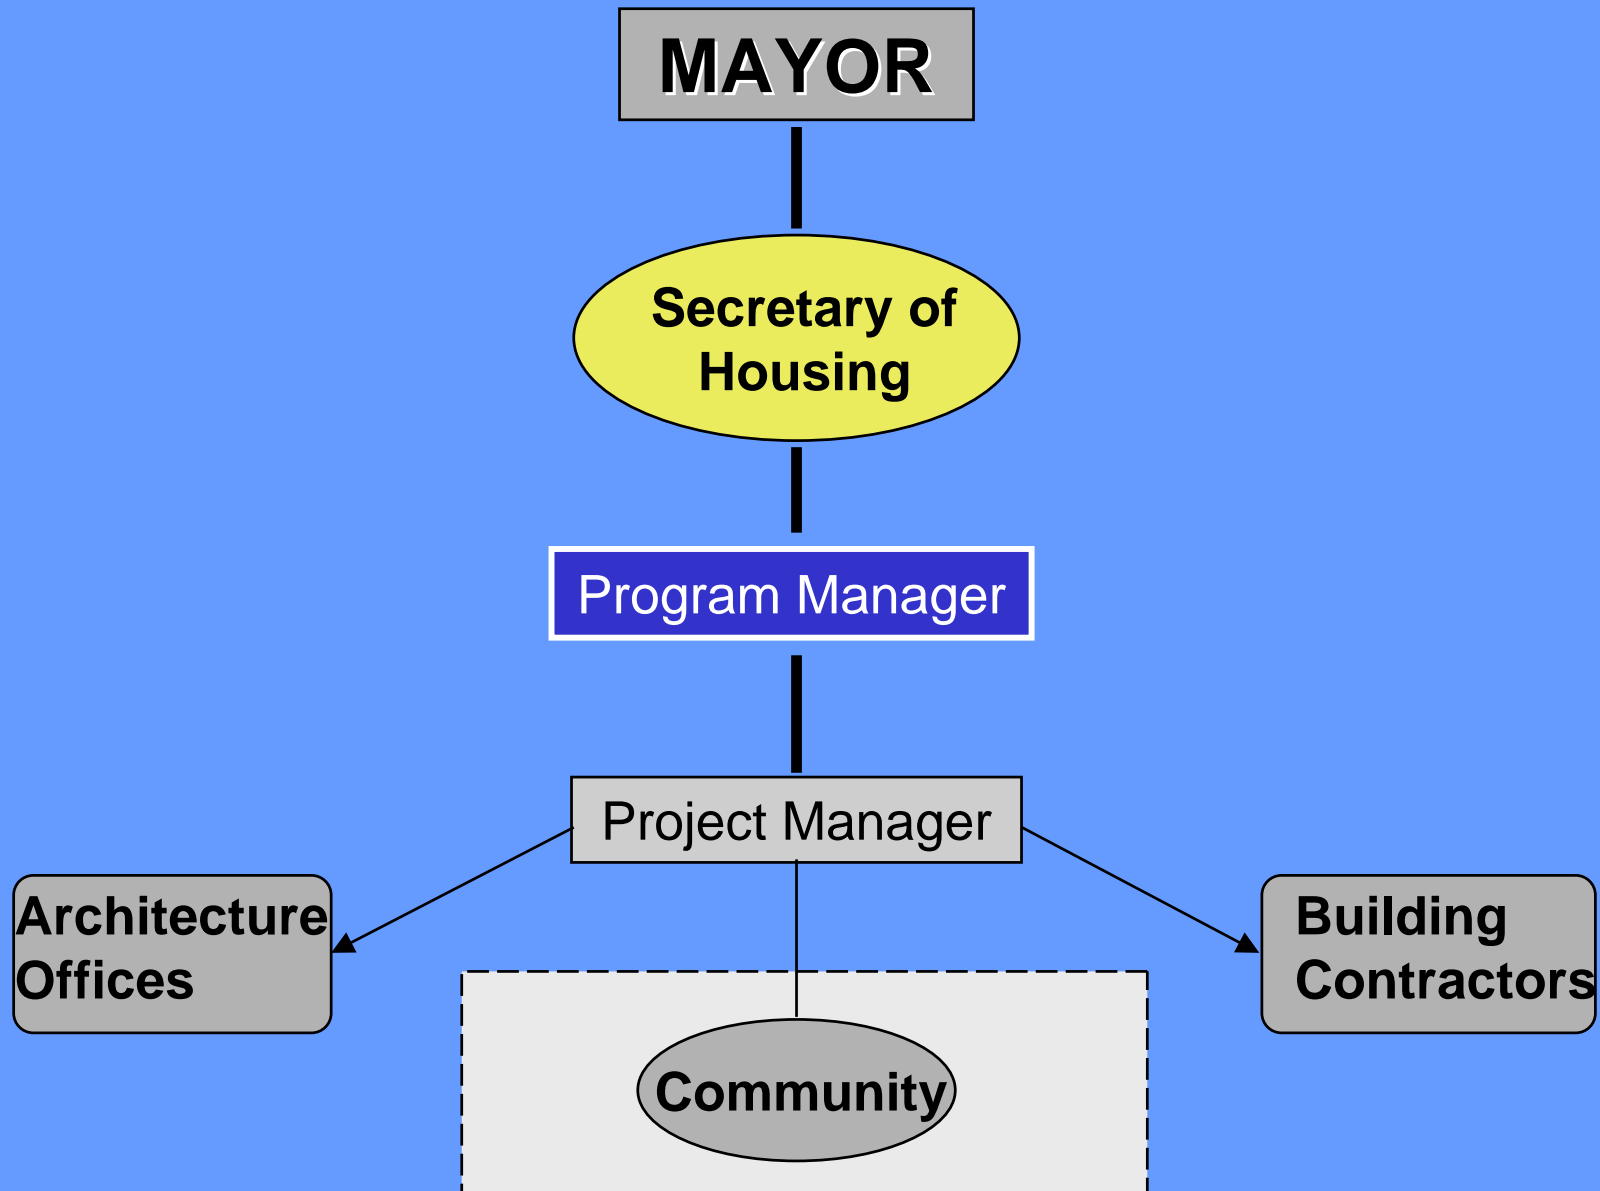 MAYOR
Secretary of
Housing
Program Manager
Project Manager
Architecture
Offices
Building
Contractors
Community